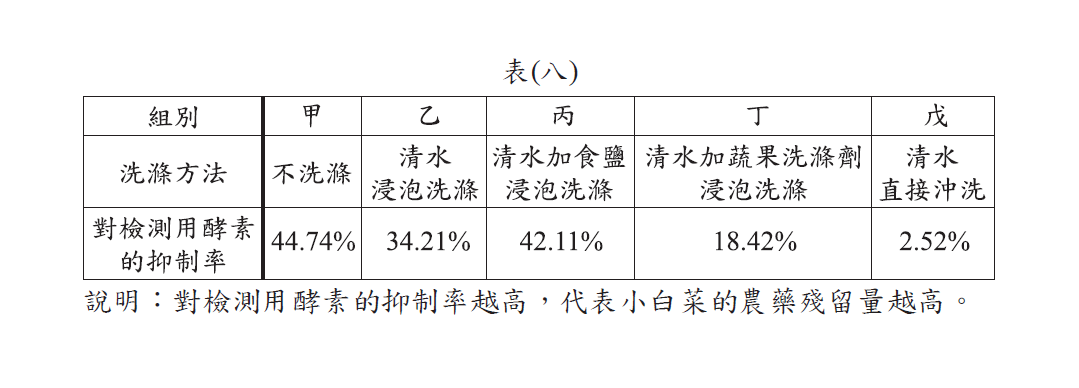 表(八)
組別 甲 乙 丙 丁 戊
洗滌方法 不洗滌 清水浸泡洗滌 清水加食鹽浸泡洗滌 清水加蔬果洗滌劑浸泡洗滌 清水直接沖洗
對檢測用酵素的抑制率 44.74% 34.21% 42.11% 18.42% 2.52%
說明：對檢測用酵素的抑制率越高，代表小白菜的農藥殘留量越高。